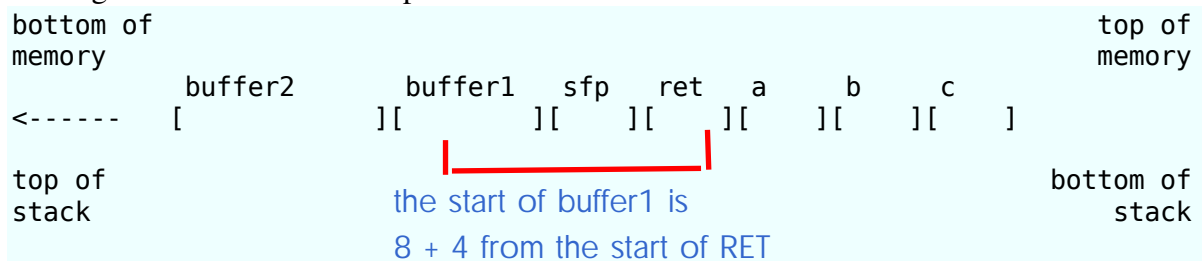 bottom of top of
memory memory
buffer2 buffer1 sfp ret a b c
<------ [ ][ ][ ][ ][ ][ ][ ]
top of bottom of
stack stack
the start of buffer1 is
8 + 4 from the start of RET